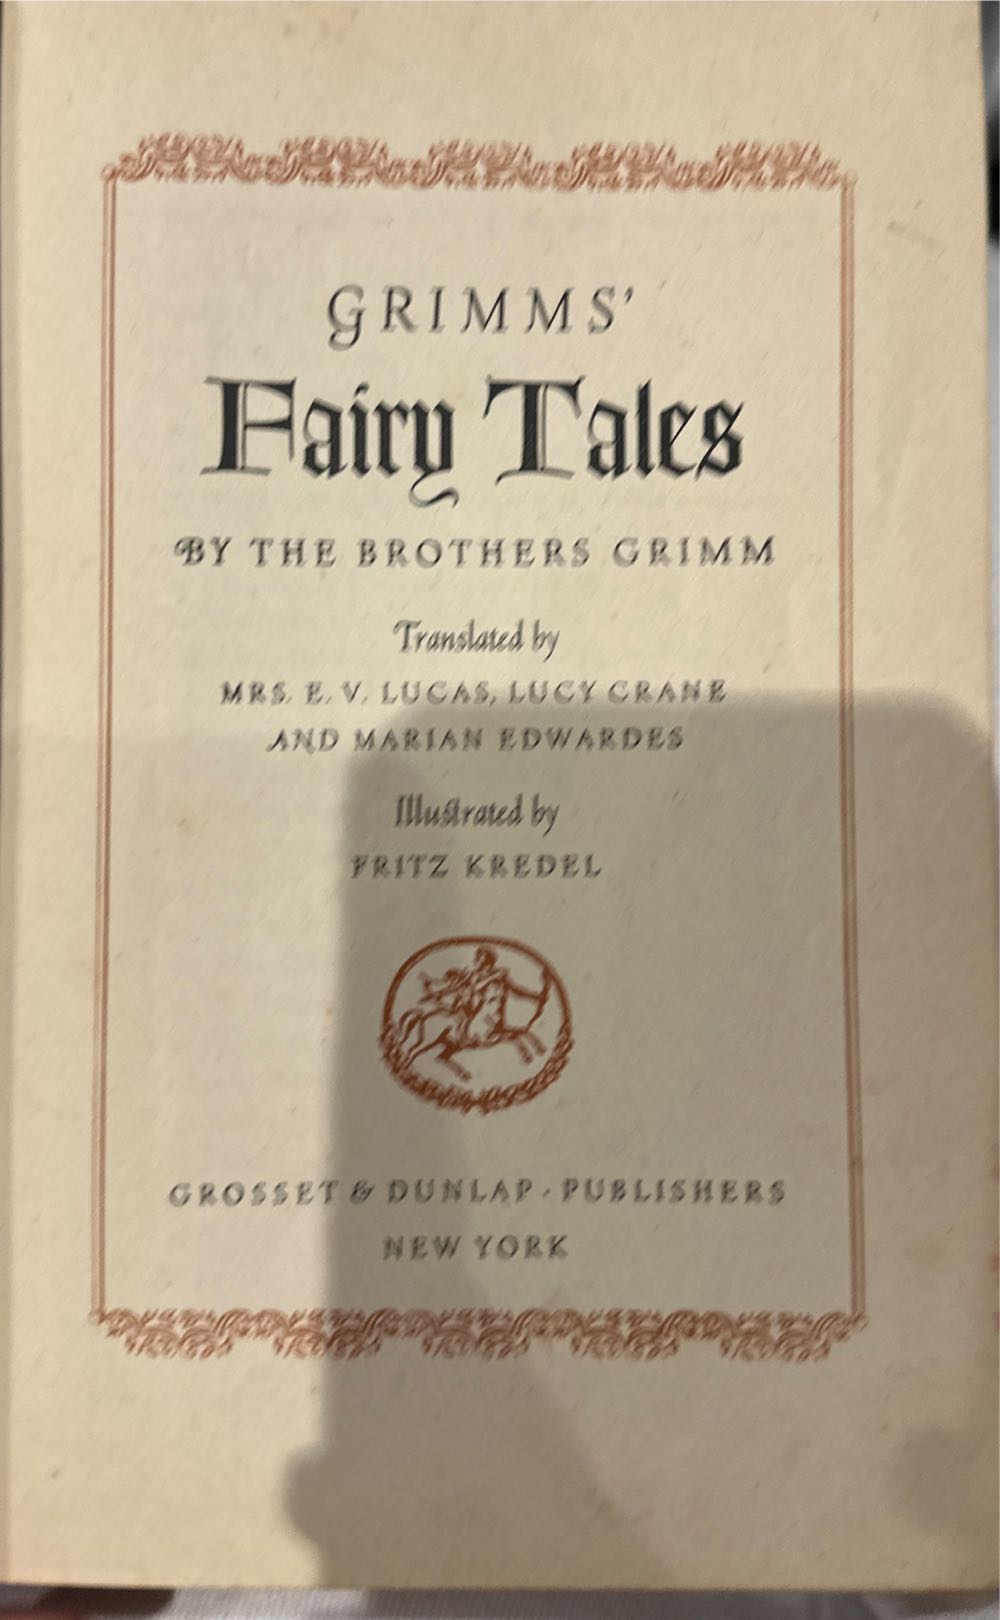 GRIMMS'
Fairy Tales
BY THE BROTHERS GRIMM
Translated by
MRS. E. V. LUCAS, LUCY CRANE
AND MARIAN EDWARDES
Illustrated by
FRITZ KREDEL
GROSSET & DUNLAP · PUBLISHERS
NEW YORK